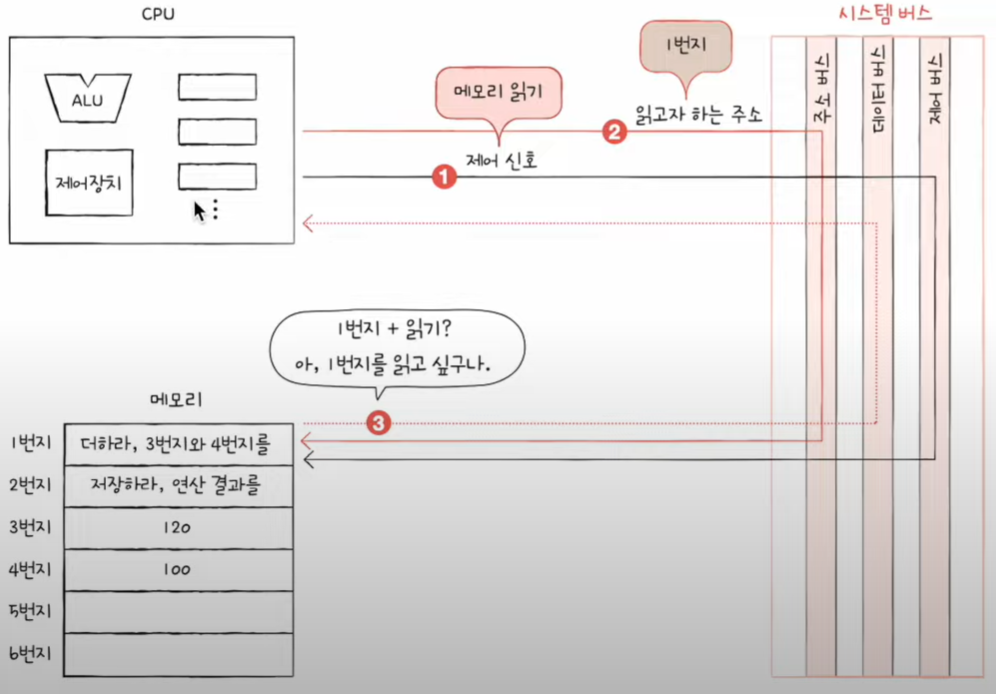 CPU
ALU
제어장치
시스템 버스
1번지
메모리 읽기
2 읽고자 하는 주소
제어 신호
1
주소 버스
데이터 버스
제어 버스
1번지 + 읽기?
아, 1번지를 읽고 싶구나.
3
메모리
1번지 더하라, 3번지와 4번지를
2번지 저장하라, 연산 결과를
3번지 120
4번지 100
5번지
6번지